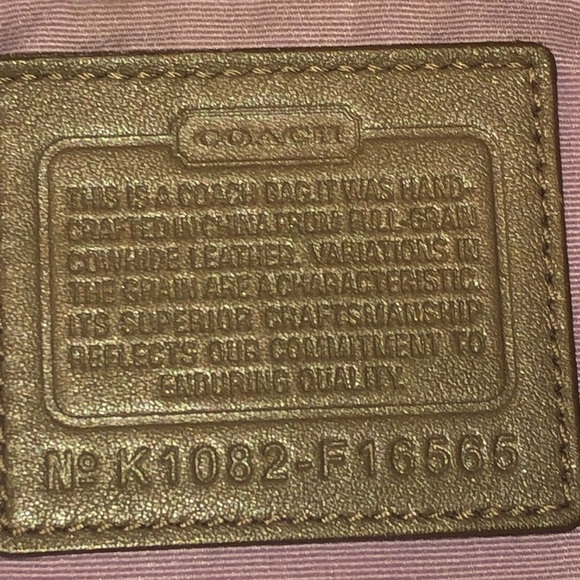 COACH
THIS IS A COACH BAG. IT WAS HAND-
CRAFTED IN CHINA FROM FULL-GRAIN
COWHIDE LEATHER. VARIATIONS IN
THE GRAIN ARE A CHARACTERISTIC.
ITS SUPERIOR CRAFTSMANSHIP
REFLECTS OUR COMMITMENT TO
ENDURING QUALITY.
Nº K1082-F16565